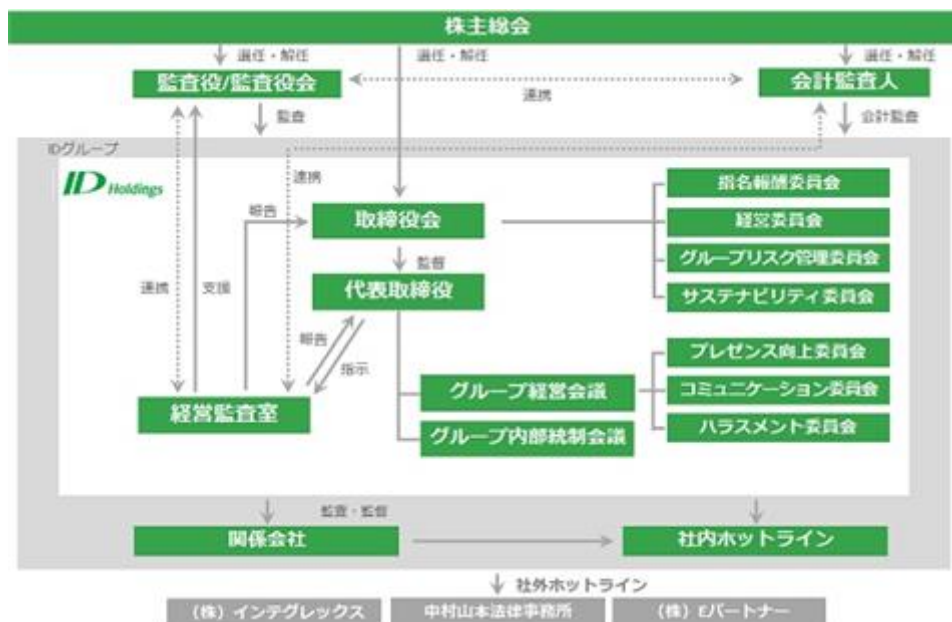 株主総会
選任・解任
選任・解任
選任・解任
監査役/監査役会
会計監査人
連携
監査
会計監査
IDグループ
ID Holdings
連携
指名報酬委員会
報告
取締役会
経営委員会
グループリスク管理委員会
監督
連携
支援
代表取締役
サステナビリティ委員会
報告
指示
プレゼンス向上委員会
グループ経営会議
コミュニケーション委員会
経営監査室
グループ内部統制会議
ハラスメント委員会
監査・監督
関係会社
社内ホットライン
社外ホットライン
（株）インテグレックス
中村山本法律事務所
（株）Eパートナー